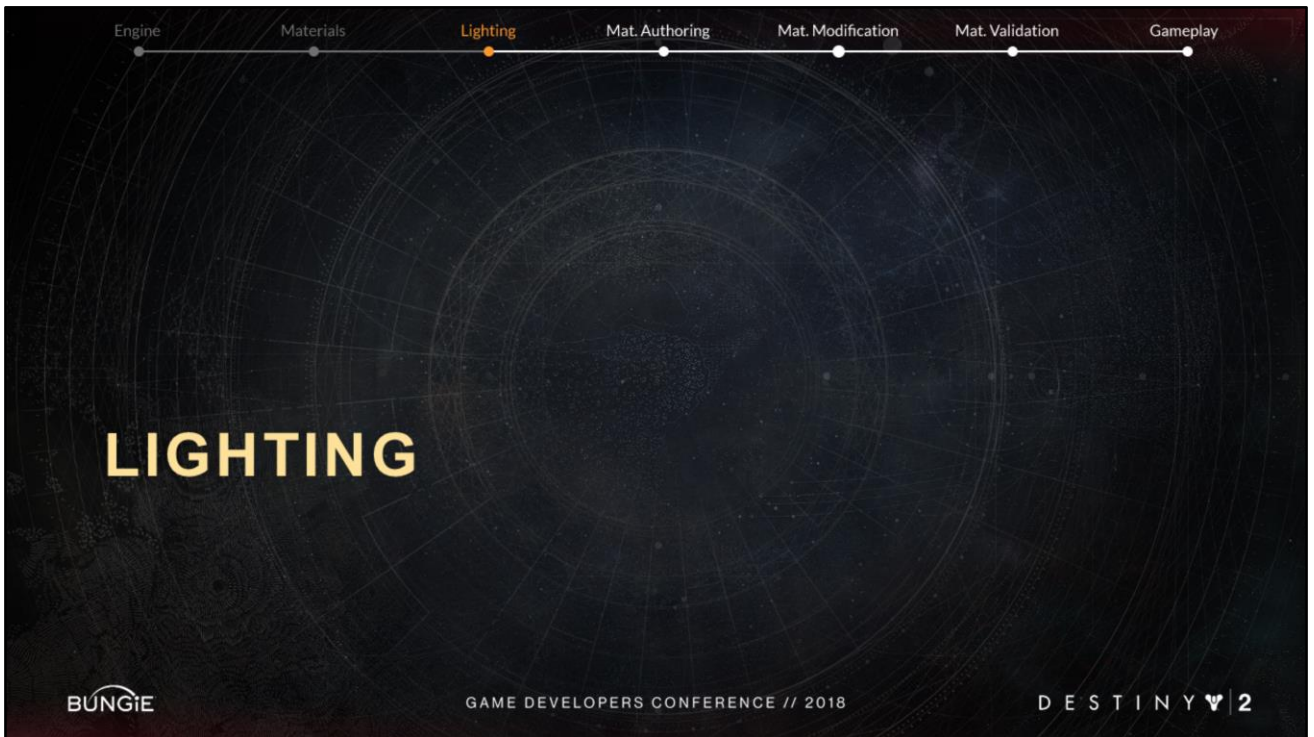 Engine Materials Lighting Mat. Authoring Mat. Modification Mat. Validation Gameplay
LIGHTING
BUNGiE GAME DEVELOPERS CONFERENCE // 2018 DESTINY 2